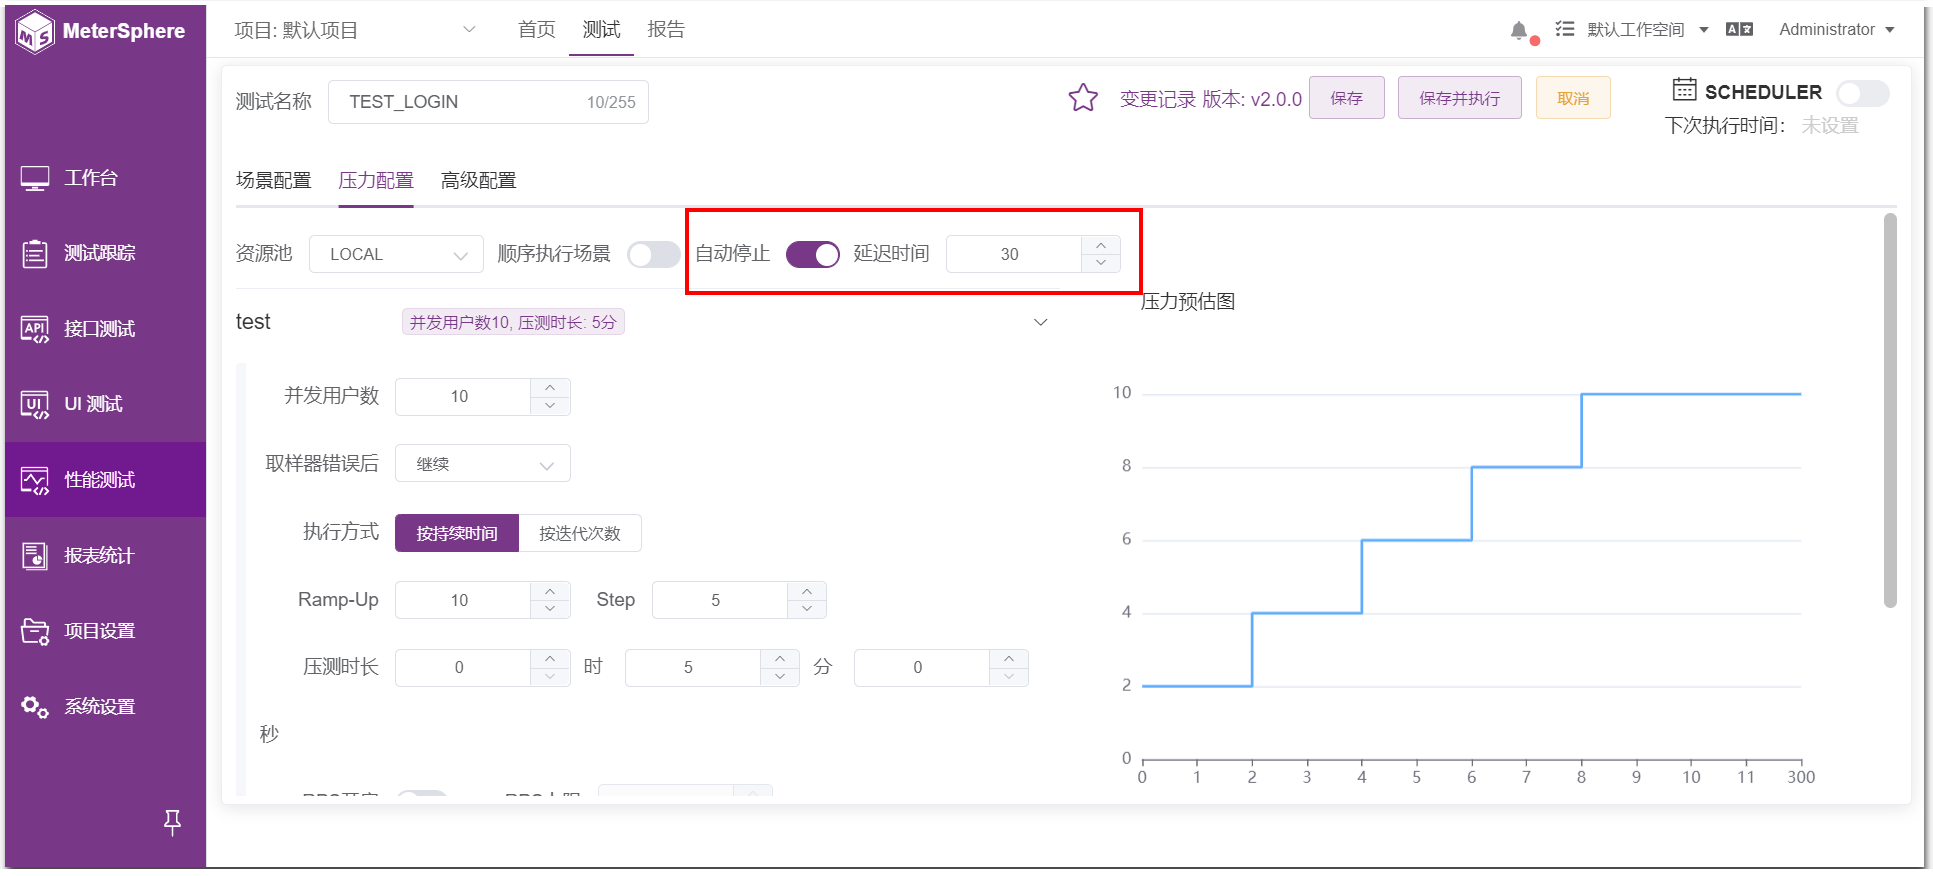 MeterSphere
项目: 默认项目
首页
测试
报告
默认工作空间
Administrator
工作台
测试跟踪
API
接口测试
UI
UI 测试
性能测试
报表统计
项目设置
系统设置
测试名称
TEST_LOGIN
10/255
变更记录 版本: v2.0.0
保存
保存并执行
取消
SCHEDULER
下次执行时间：
未设置
场景配置
压力配置
高级配置
资源池
LOCAL
顺序执行场景
自动停止
延迟时间
30
test
并发用户数10, 压测时长: 5分
并发用户数
10
取样器错误后
继续
执行方式
按持续时间
按迭代次数
Ramp-Up
10
Step
5
压测时长
0
时
5
分
0
秒
压力预估图
10
8
6
4
2
0
0 1 2 3 4 5 6 7 8 9 10 11 300